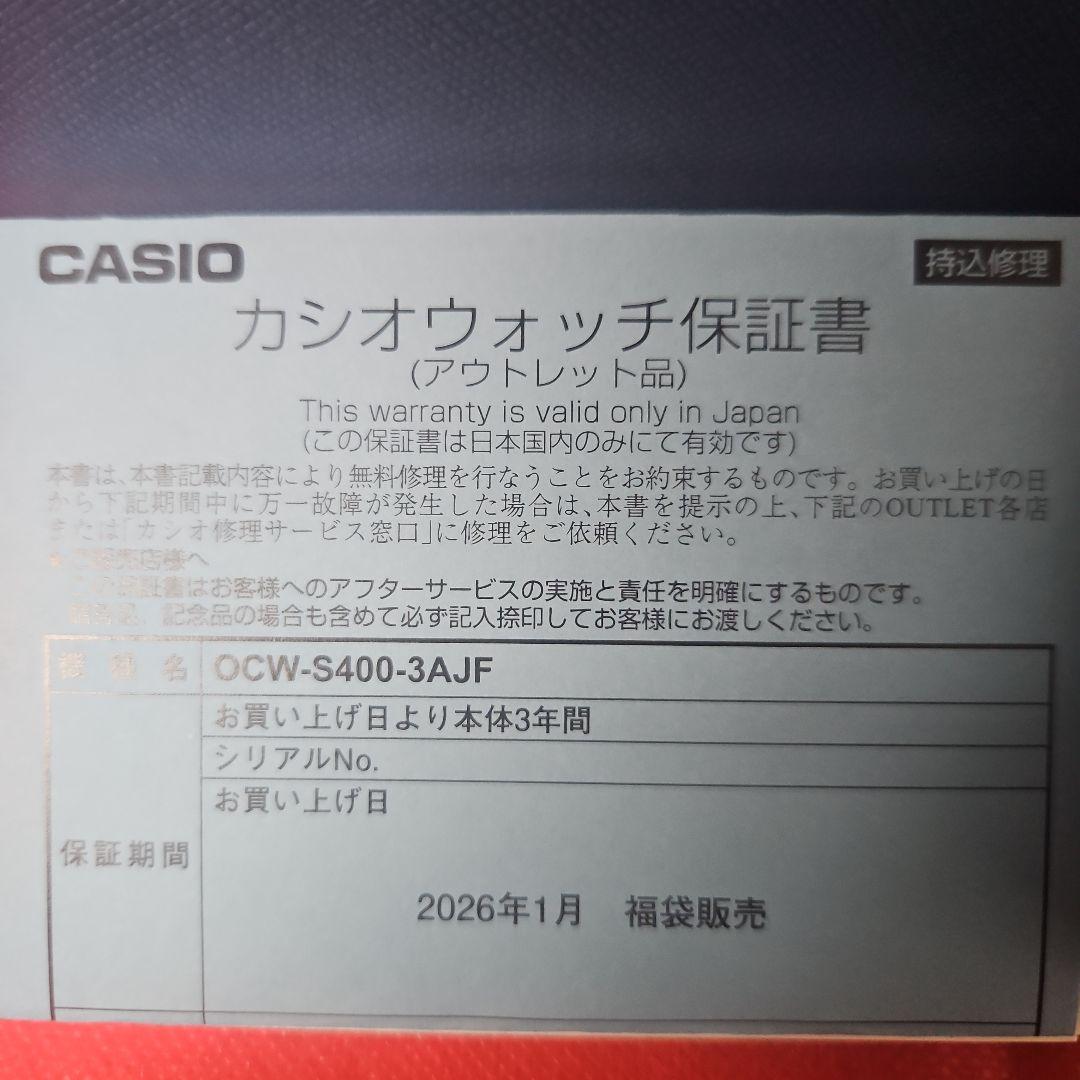 CASIO
持込修理
カシオウォッチ保証書
(アウトレット品)
This warranty is valid only in Japan
(この保証書は日本国内のみにて有効です)
本書は、本書記載内容により無料修理を行なうことをお約束するものです。お買い上げの日
から下記期間中に万一故障が発生した場合は、本書を提示の上、下記のOUTLET各店
または「カシオ修理サービス窓口」に修理をご依頼ください。
★ご販売店様へ
この保証書はお客様へのアフターサービスの実施と責任を明確にするものです。
贈答品、記念品の場合も含めて必ず記入捺印してお客様にお渡しください。
機種名 OCW-S400-3AJF
お買い上げ日より本体3年間
シリアルNo.
お買い上げ日
保証期間
2026年1月 福袋販売